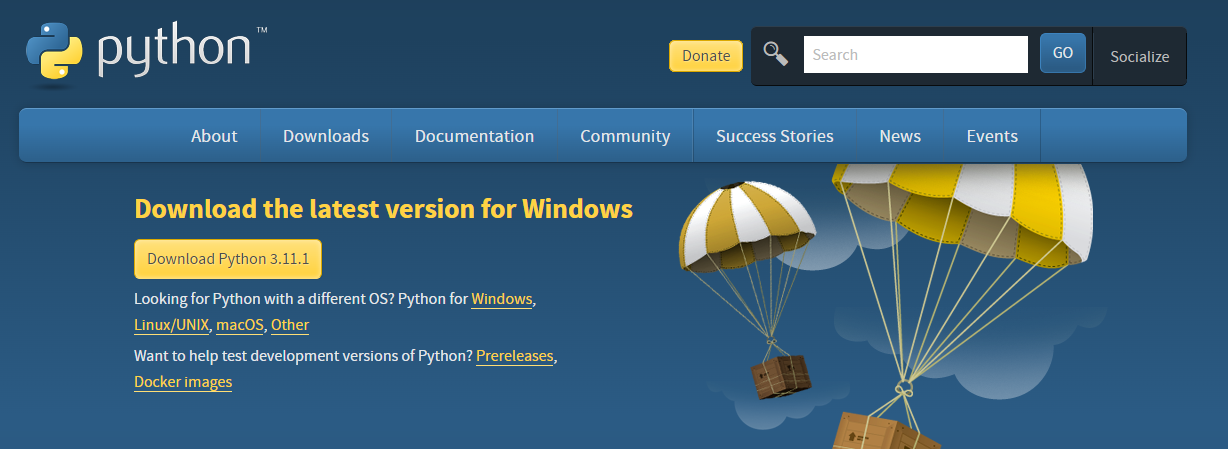 python™
Donate
Search
GO
Socialize
About Downloads Documentation Community Success Stories News Events
Download the latest version for Windows
Download Python 3.11.1
Looking for Python with a different OS? Python for Windows,
Linux/UNIX, macOS, Other
Want to help test development versions of Python? Prereleases,
Docker images